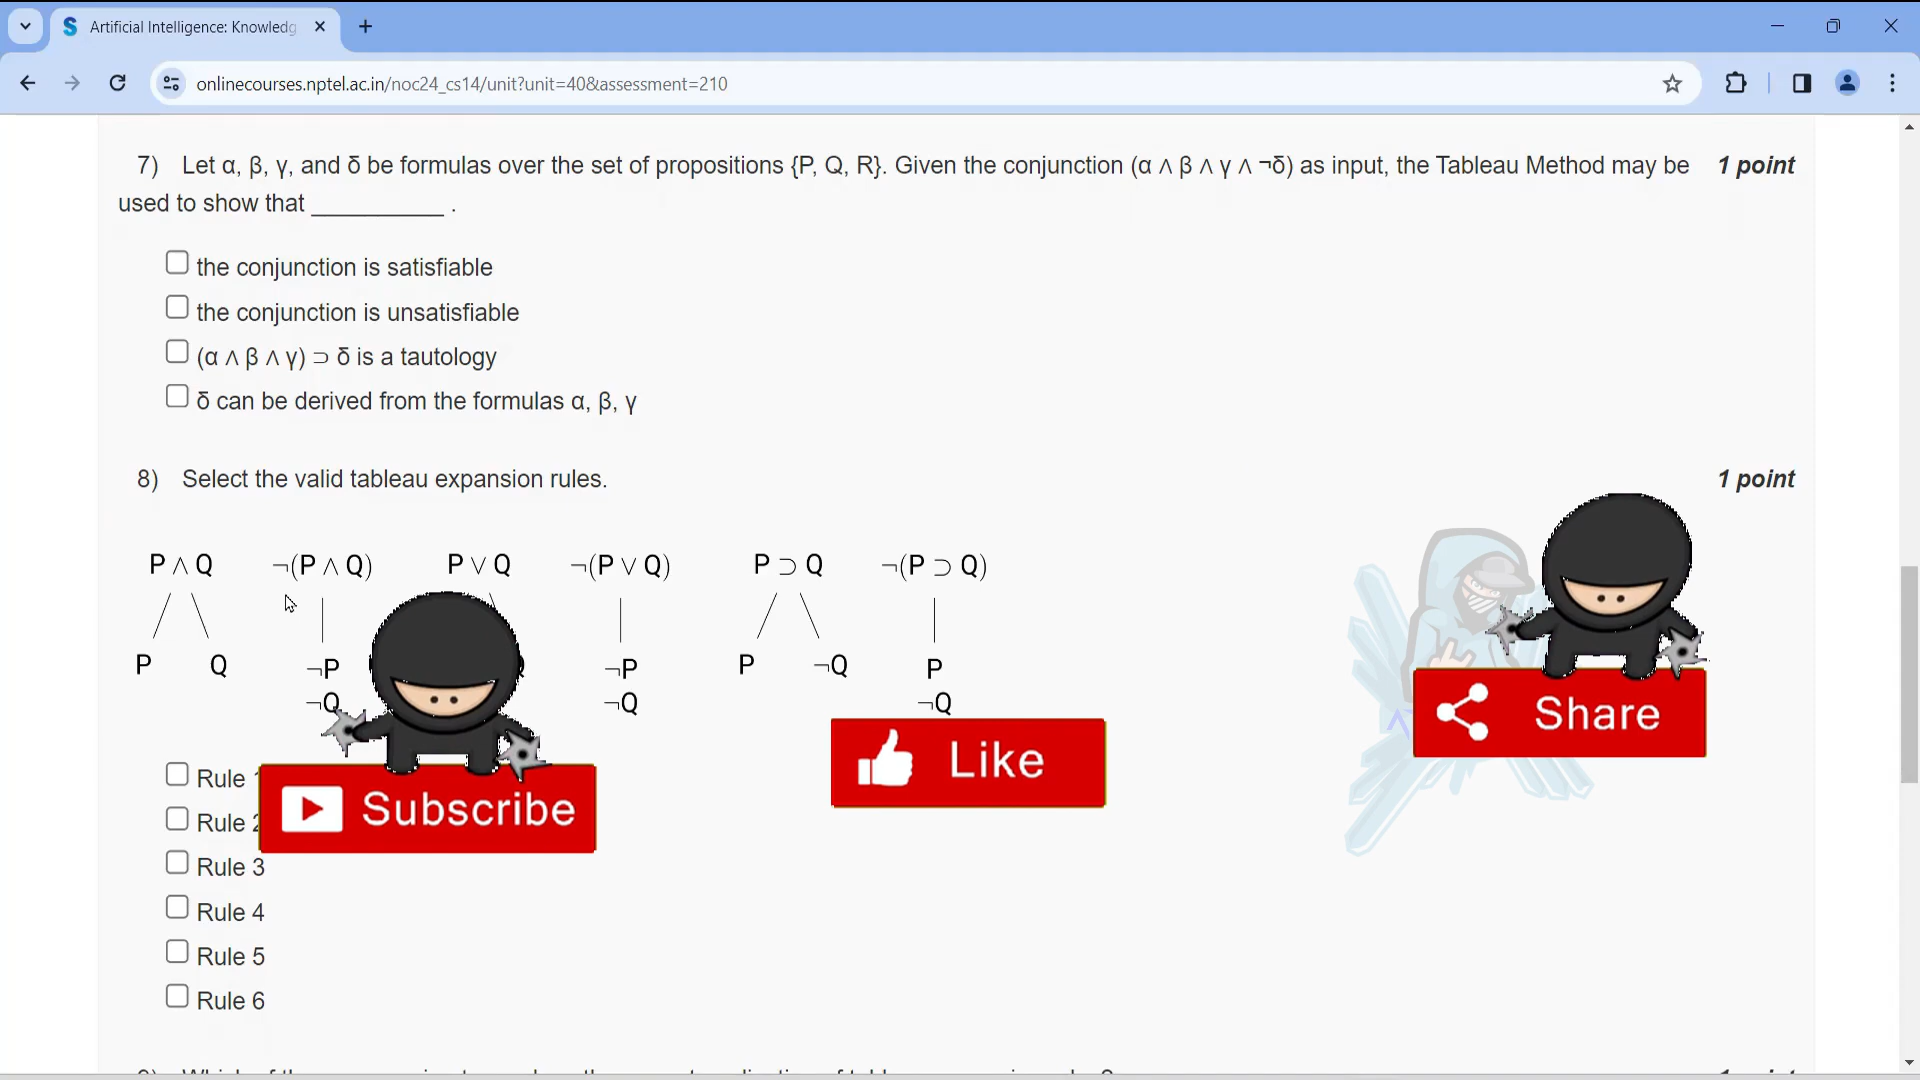 Artificial Intelligence: Knowledg
onlinecourses.nptel.ac.in/noc24_cs14/unit?unit=40&assessment=210
7) Let α, β, γ, and δ be formulas over the set of propositions {P, Q, R}. Given the conjunction (α ∧ β ∧ γ ∧ ¬δ) as input, the Tableau Method may be 1 point
used to show that __________ .
the conjunction is satisfiable
the conjunction is unsatisfiable
(α ∧ β ∧ γ) ⊃ δ is a tautology
δ can be derived from the formulas α, β, γ
8) Select the valid tableau expansion rules. 1 point
P ∧ Q ¬(P ∧ Q) P ∨ Q ¬(P ∨ Q) P ⊃ Q ¬(P ⊃ Q)
P Q ¬P ¬P P ¬Q P
¬Q ¬Q ¬Q
Share
Like
Rule
Subscribe
Rule 2
Rule 3
Rule 4
Rule 5
Rule 6